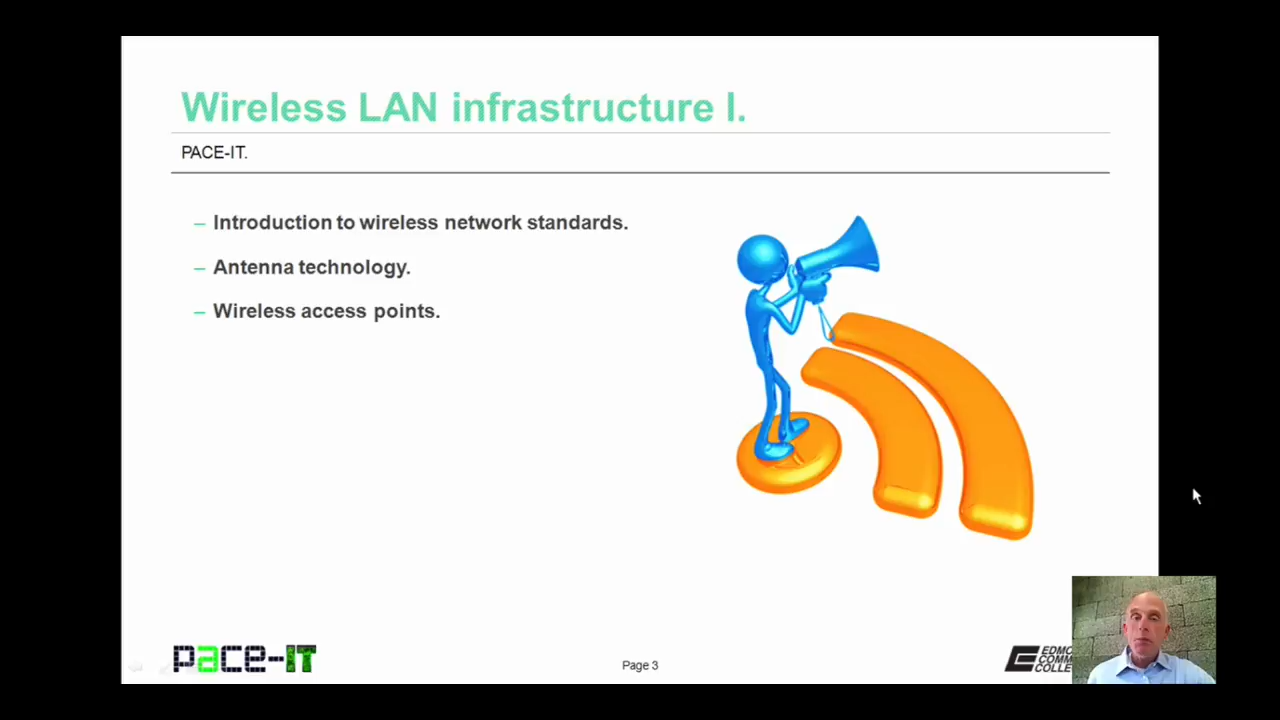 Wireless LAN infrastructure I.
PACE-IT.
– Introduction to wireless network standards.
– Antenna technology.
– Wireless access points.
pace-IT
Page 3